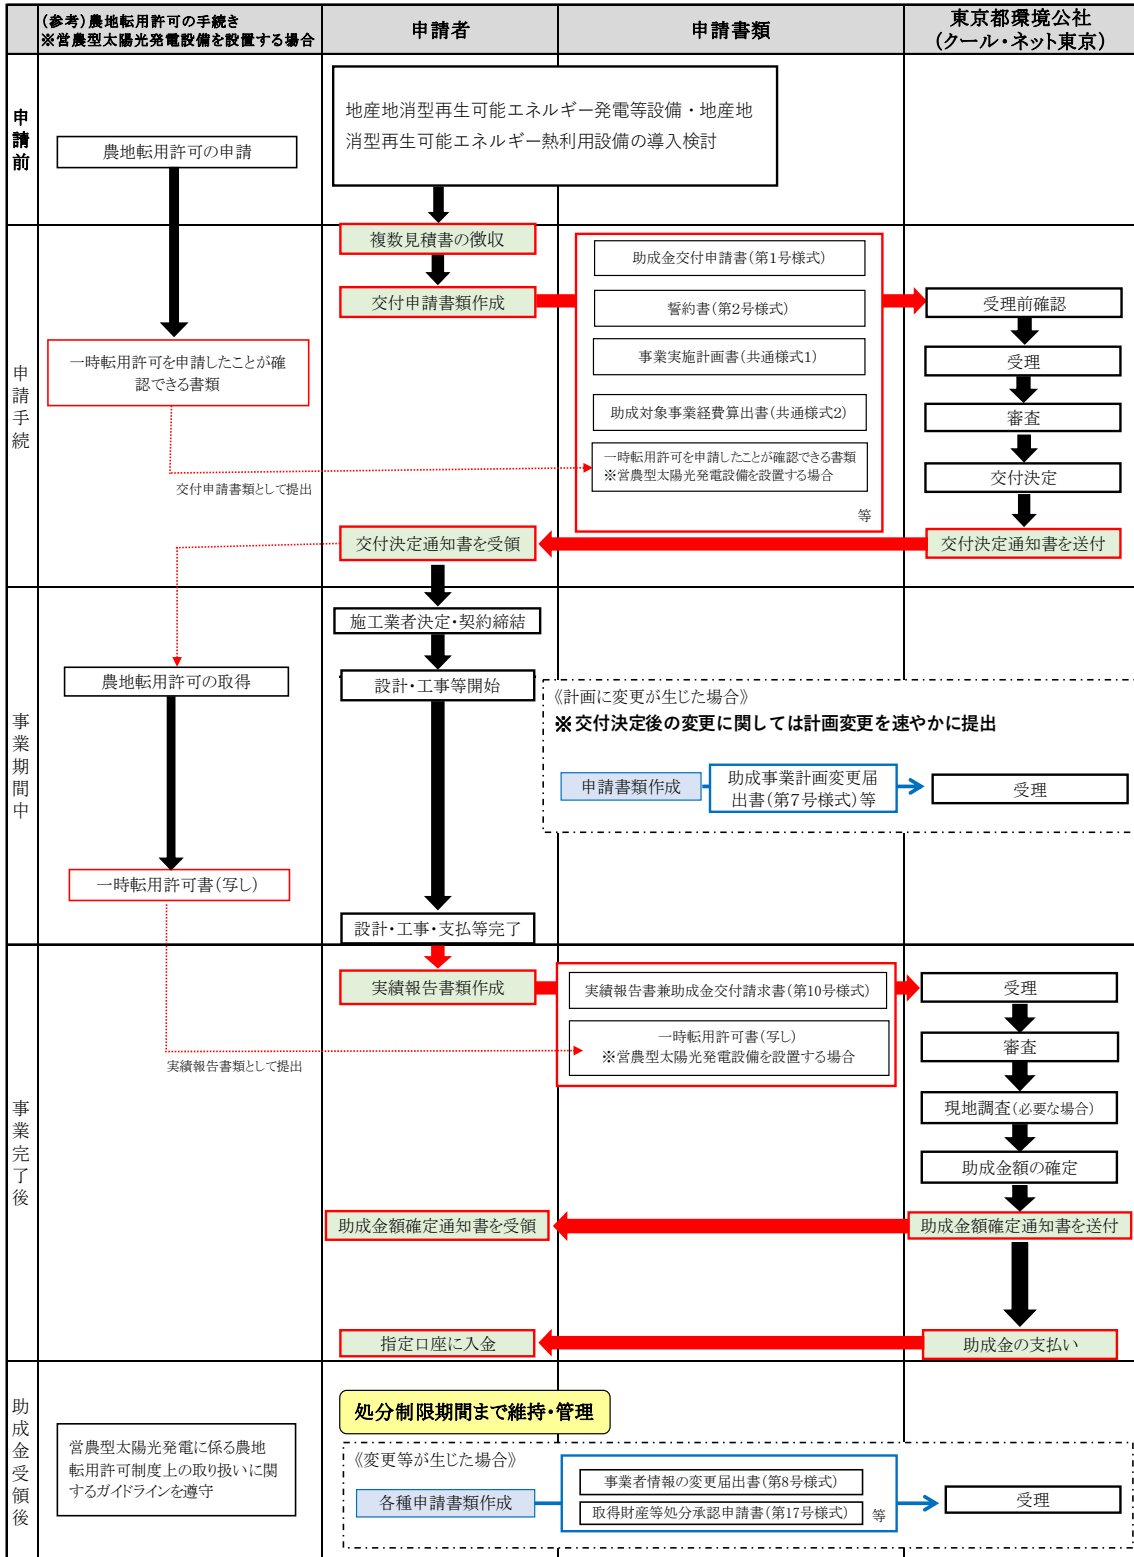 (参考)農地転用許可の手続き
※営農型太陽光発電設備を設置する場合
申請者
申請書類
東京都環境公社
(クール・ネット東京)
申請前
農地転用許可の申請
地産地消型再生可能エネルギー発電等設備・地産地
消型再生可能エネルギー熱利用設備の導入検討
申請手続
複数見積書の徴収
交付申請書類作成
助成金交付申請書(第1号様式)
誓約書(第2号様式)
事業実施計画書(共通様式1)
助成対象事業経費算出書(共通様式2)
一時転用許可を申請したことが確認できる書類
※営農型太陽光発電設備を設置する場合
等
受理前確認
受理
審査
交付決定
交付決定通知書を送付
一時転用許可を申請したことが確
認できる書類
交付申請書類として提出
交付決定通知書を受領
事業期間中
施工業者決定・契約締結
設計・工事等開始
農地転用許可の取得
《計画に変更が生じた場合》
※交付決定後の変更に関しては計画変更を速やかに提出
申請書類作成
助成事業計画変更届
出書(第7号様式)等
受理
一時転用許可書(写し)
設計・工事・支払等完了
事業完了後
実績報告書類作成
実績報告書兼助成金交付請求書(第10号様式)
一時転用許可書(写し)
※営農型太陽光発電設備を設置する場合
実績報告書類として提出
受理
審査
現地調査(必要な場合)
助成金額の確定
助成金額確定通知書を送付
助成金額確定通知書を受領
助成金の支払い
指定口座に入金
助成金受領後
営農型太陽光発電に係る農地
転用許可制度上の取り扱いに関
するガイドラインを遵守
処分制限期間まで維持・管理
《変更等が生じた場合》
各種申請書類作成
事業者情報の変更届出書(第8号様式)
取得財産等処分承認申請書(第17号様式)
等
受理